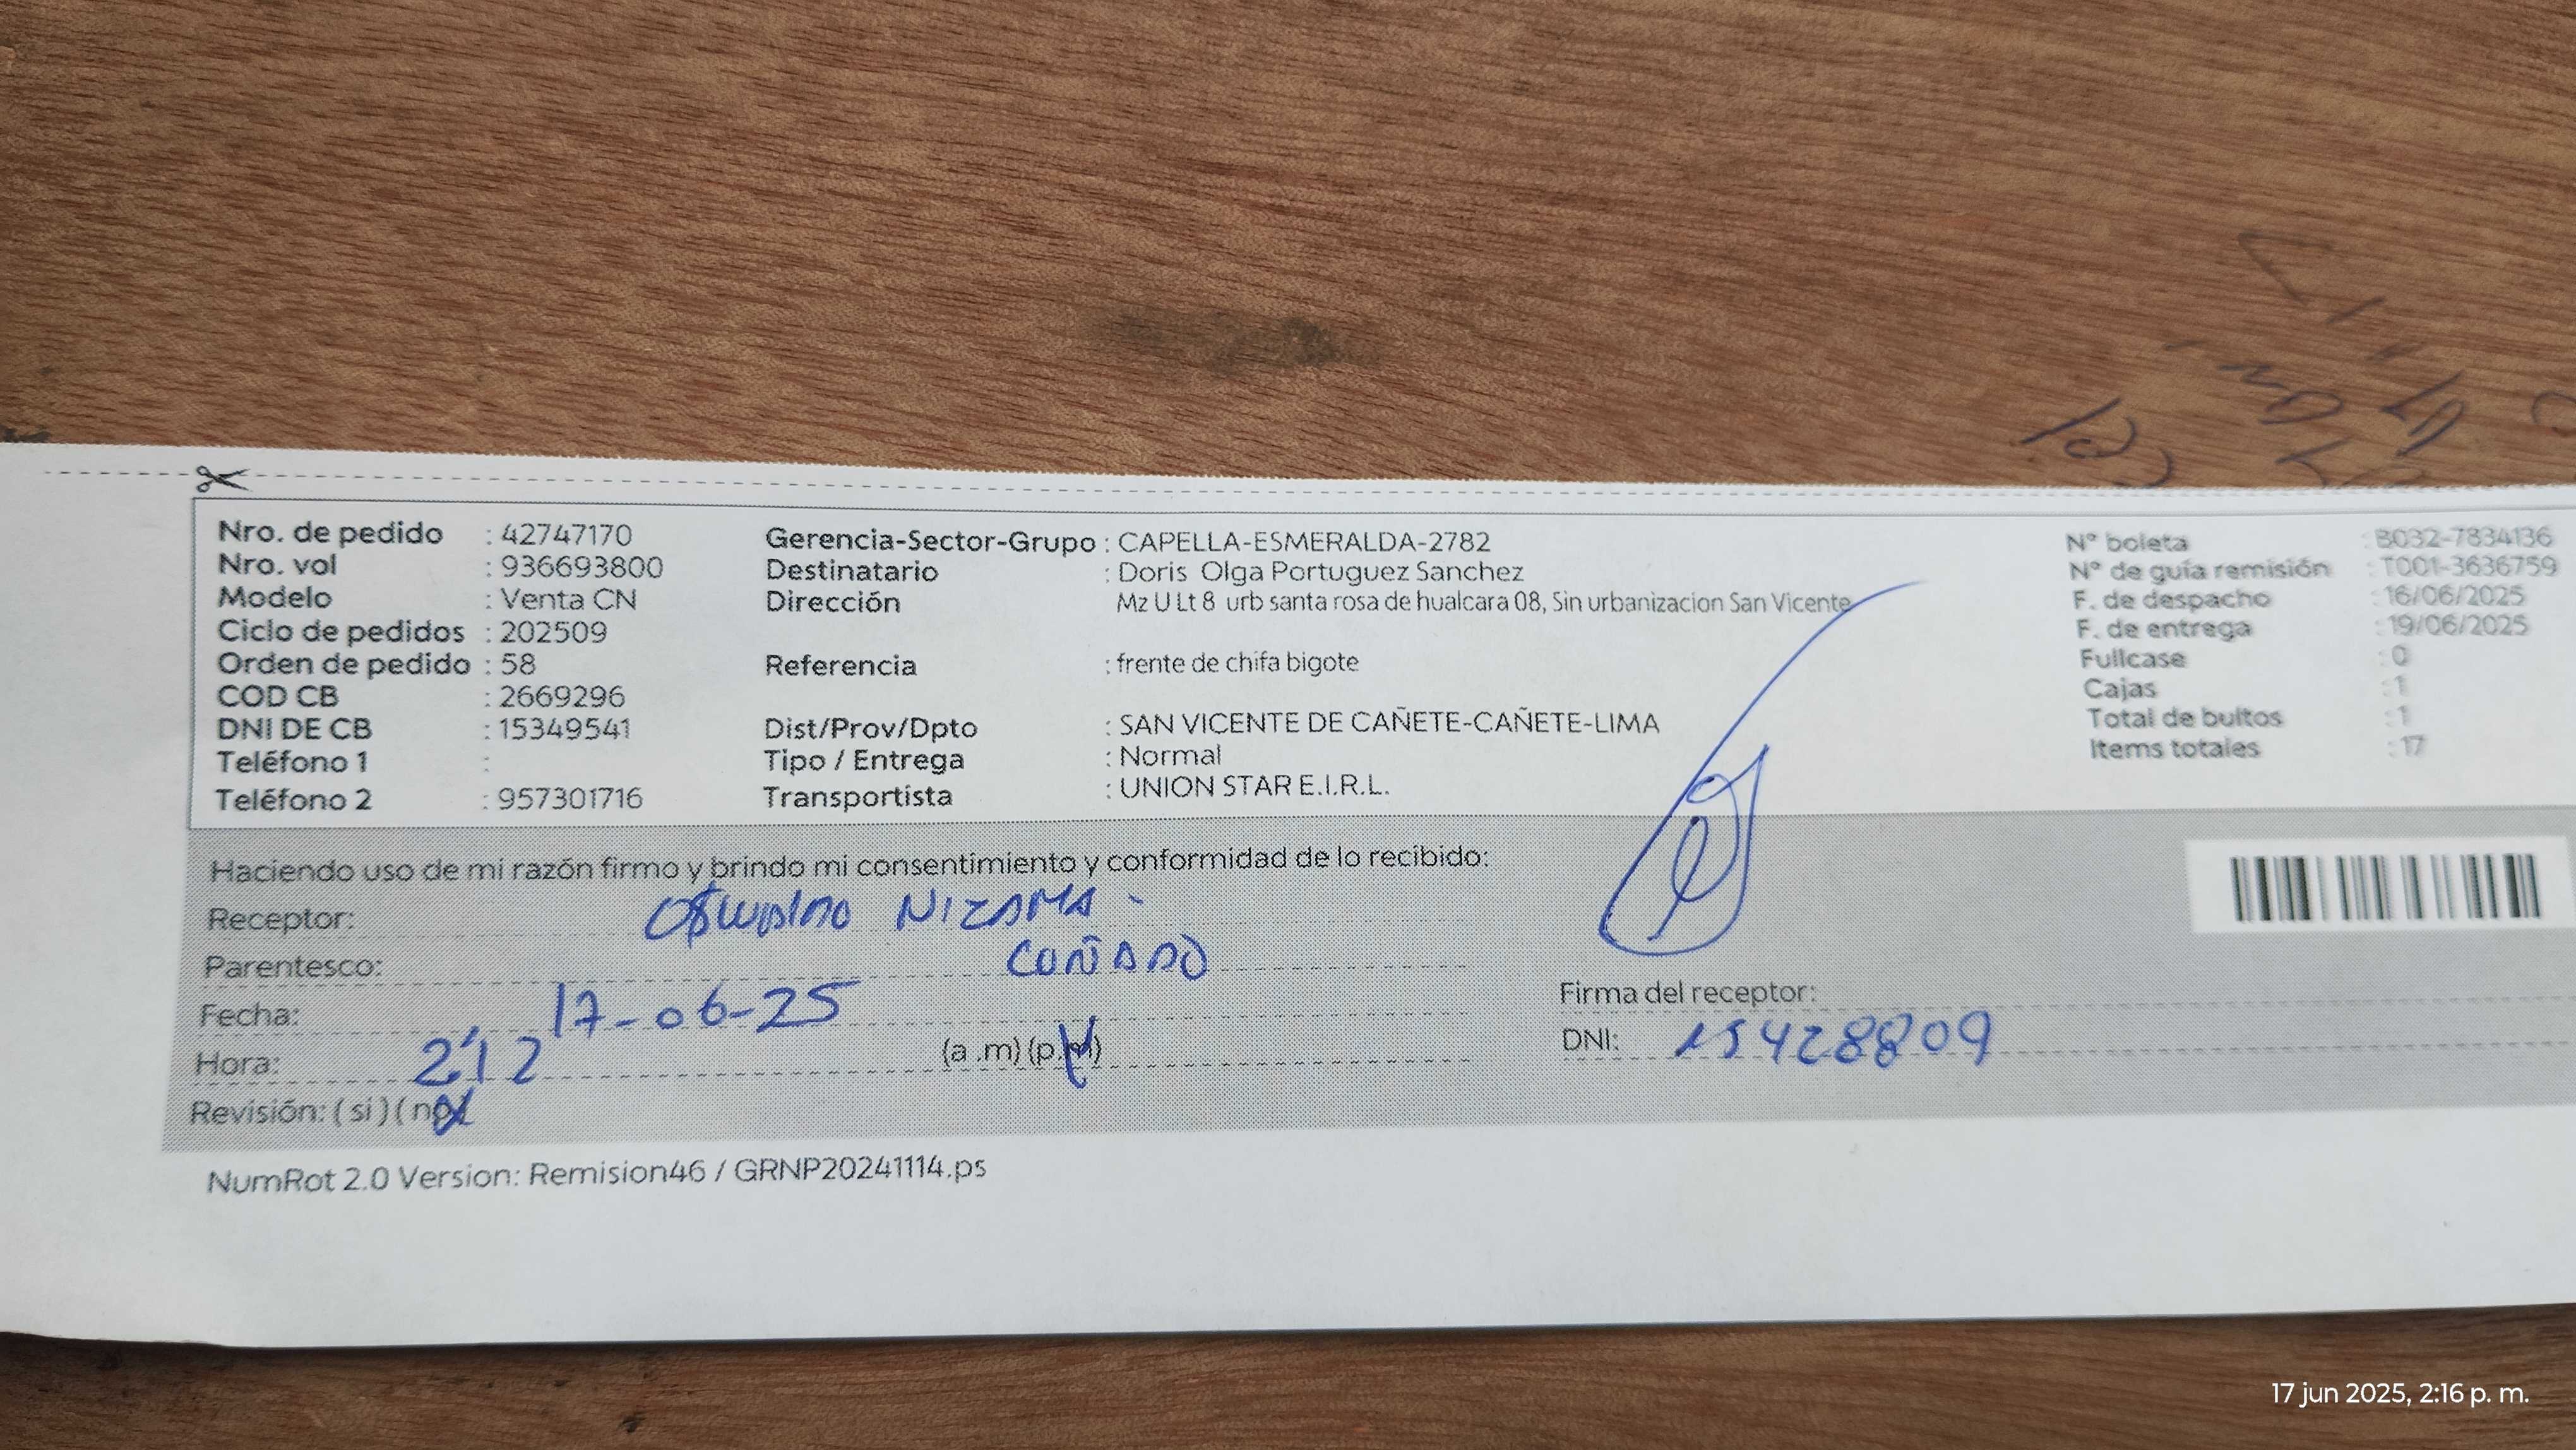 Nro. de pedido : 42747170
Nro. vol : 936693800
Modelo : Venta CN
Ciclo de pedidos : 202509
Orden de pedido : 58
COD CB : 2669296
DNI DE CB : 15349541
Teléfono 1 :
Teléfono 2 : 957301716
Gerencia-Sector-Grupo : CAPELLA-ESMERALDA-2782
Destinatario : Doris Olga Portuguez Sanchez
Dirección Mz U Lt 8 urb santa rosa de hualcara 08, Sin urbanizacion San Vicente
Referencia : frente de chifa bigote
Dist/Prov/Dpto : SAN VICENTE DE CAÑETE-CAÑETE-LIMA
Tipo / Entrega : Normal
Transportista : UNION STAR E.I.R.L.
N° boleta : B032-7834136
N° de guía remisión : T001-3636759
F. de despacho : 16/06/2025
F. de entrega : 19/06/2025
Fullcase : 0
Cajas : 1
Total de bultos : 1
Items totales : 17
Haciendo uso de mi razón firmo y brindo mi consentimiento y conformidad de lo recibido:
Receptor: OSWALDO NIZAMA -
Parentesco: CUÑADO
Fecha: 17-06-25
Hora: 2'12 (a .m) (p.m)
Revisión: ( si ) ( no )
Firma del receptor:
DNI: 15428809
NumRot 2.0 Version: Remision46 / GRNP20241114.ps
17 jun 2025, 2:16 p. m.